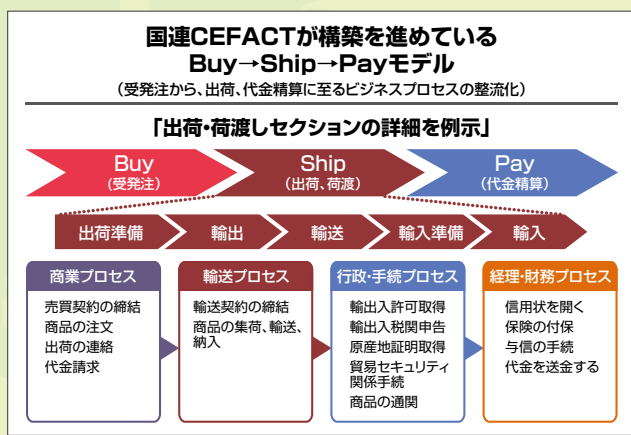 国連CEFACTが構築を進めている
Buy→Ship→Payモデル
（受発注から、出荷、代金精算に至るビジネスプロセスの整流化）
「出荷・荷渡しセクションの詳細を例示」
Buy
（受発注）
Ship
（出荷、荷渡）
Pay
（代金精算）
出荷準備
輸出
輸送
輸入準備
輸入
商業プロセス
売買契約の締結
商品の注文
出荷の連絡
代金請求
輸送プロセス
輸送契約の締結
商品の集荷、輸送、
納入
行政・手続プロセス
輸出入許可取得
輸出入税関申告
原産地証明取得
貿易セキュリティ
関係手続
商品の通関
経理・財務プロセス
信用状を開く
保険の付保
与信の手続
代金を送金する